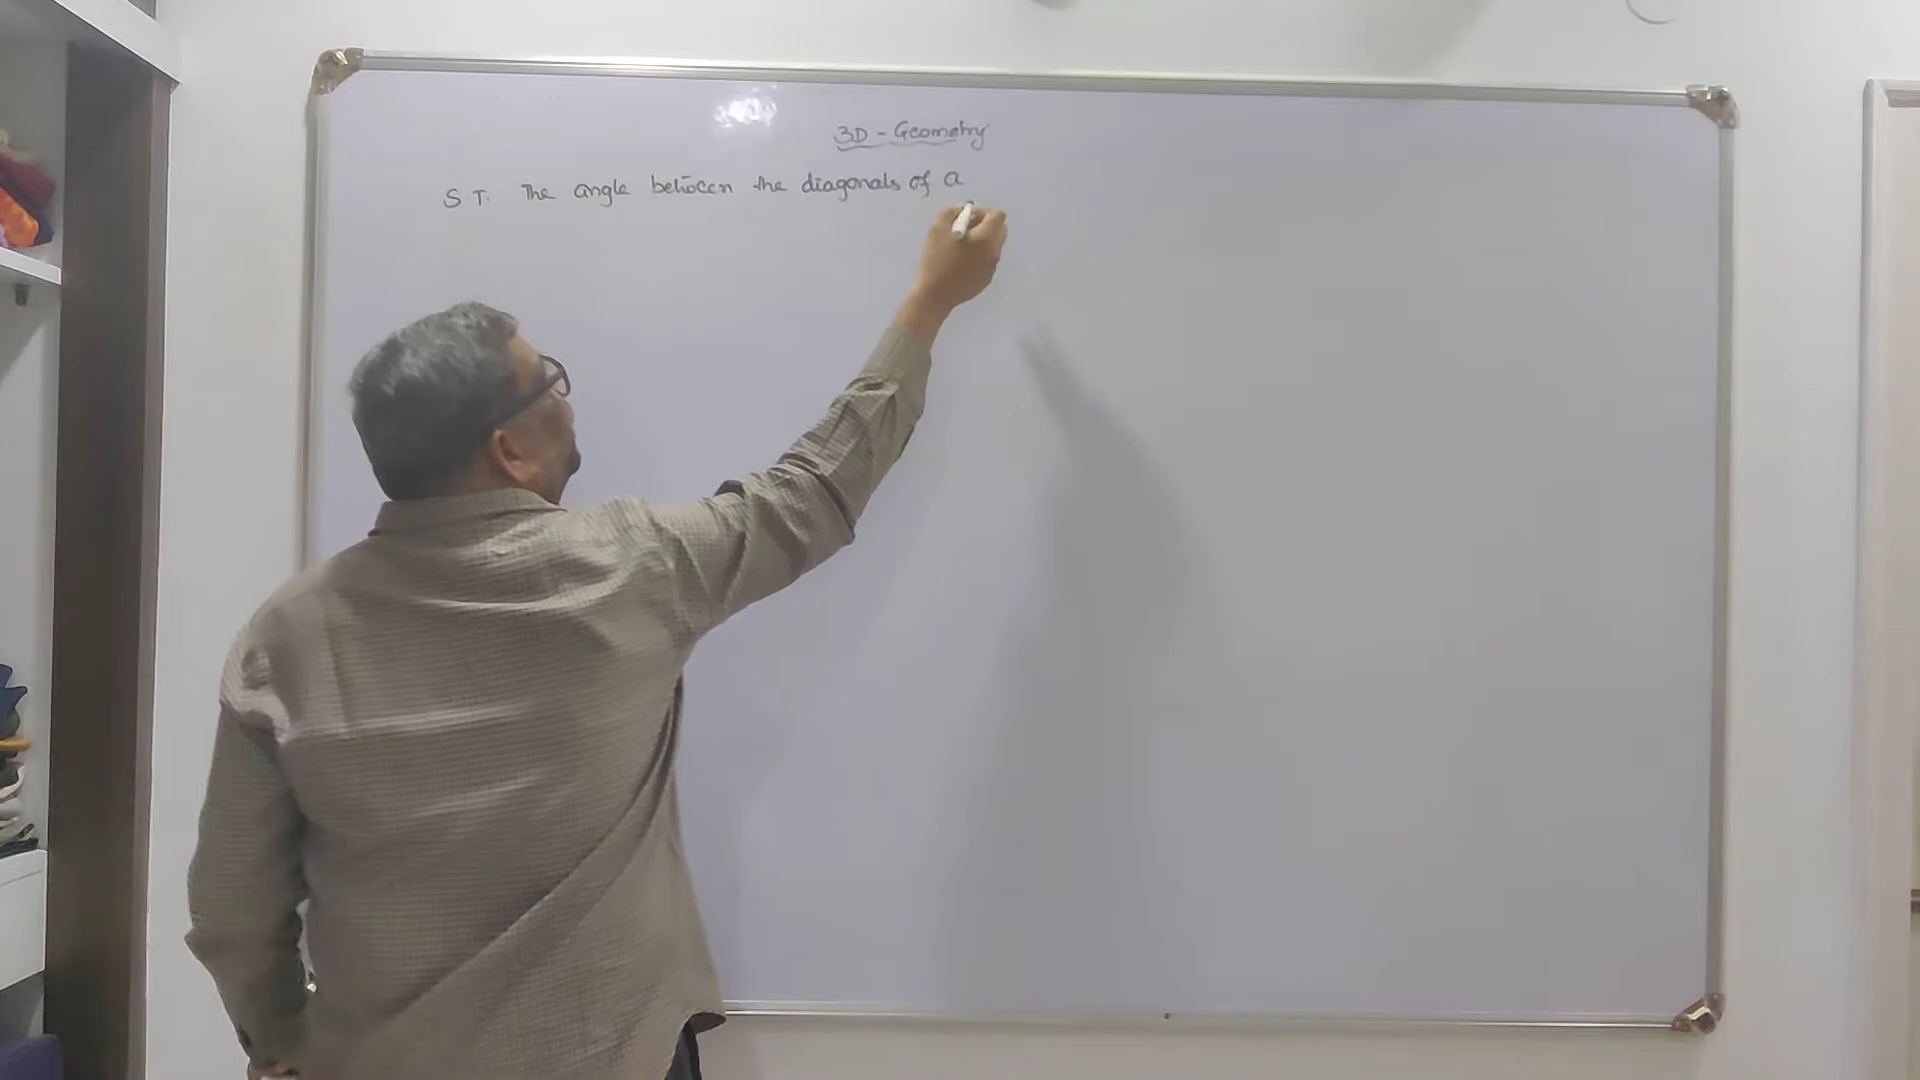 3D - Geometry
S.T. The angle between the diagonals of a